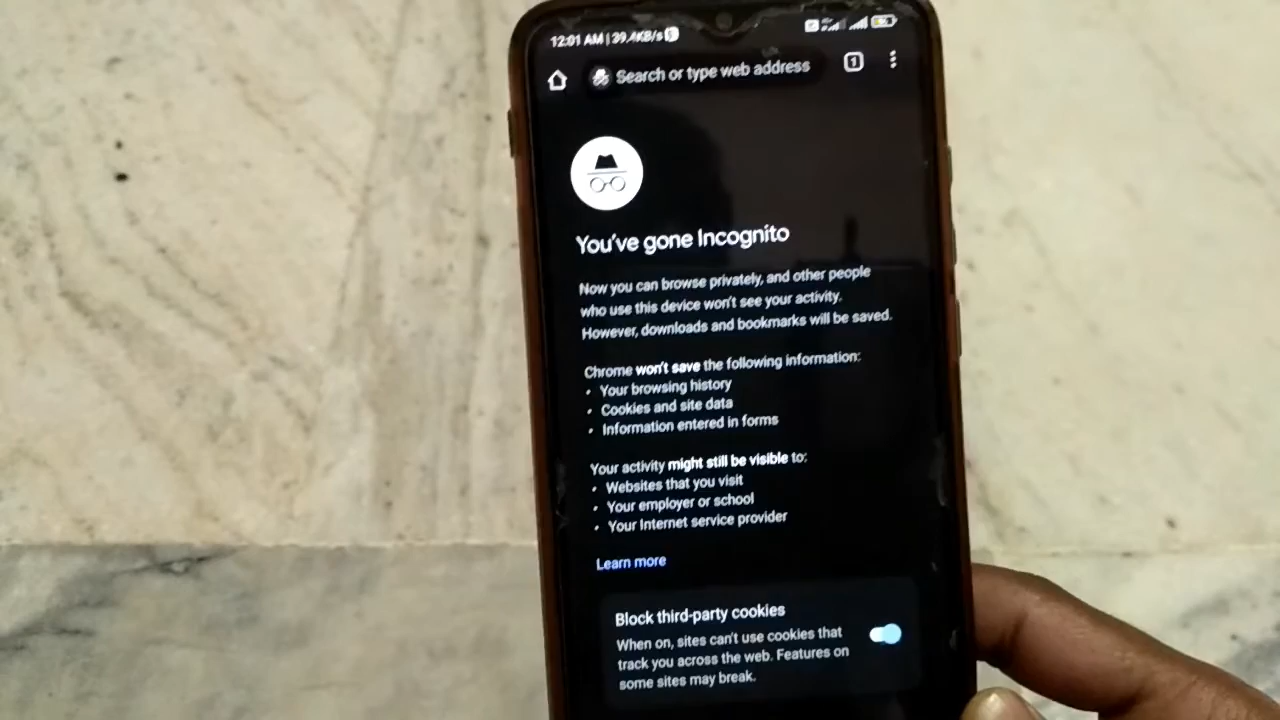 12:01 AM | 39.4KB/s
Search or type web address
1
You've gone Incognito
Now you can browse privately, and other people
who use this device won't see your activity.
However, downloads and bookmarks will be saved.
Chrome won't save the following information:
• Your browsing history
• Cookies and site data
• Information entered in forms
Your activity might still be visible to:
• Websites that you visit
• Your employer or school
• Your Internet service provider
Learn more
Block third-party cookies
When on, sites can't use cookies that
track you across the web. Features on
some sites may break.